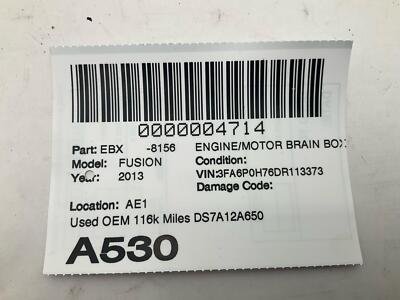 0000004714
Part: EBX -8156 ENGINE/MOTOR BRAIN BOX
Model: FUSION Condition:
Year: 2013 VIN:3FA6P0H76DR113373
Damage Code:
Location: AE1
Used OEM 116k Miles DS7A12A650
A530